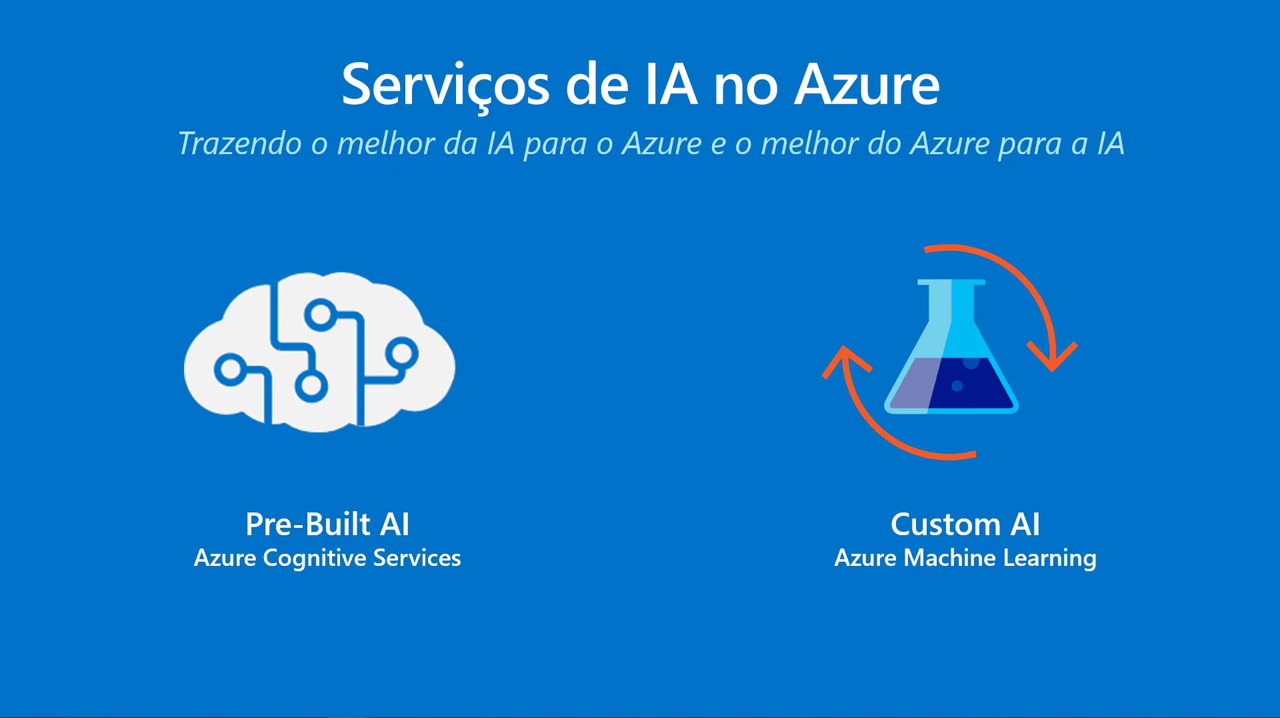 Serviços de IA no Azure
Trazendo o melhor da IA para o Azure e o melhor do Azure para a IA
Pre-Built AI
Azure Cognitive Services
Custom AI
Azure Machine Learning